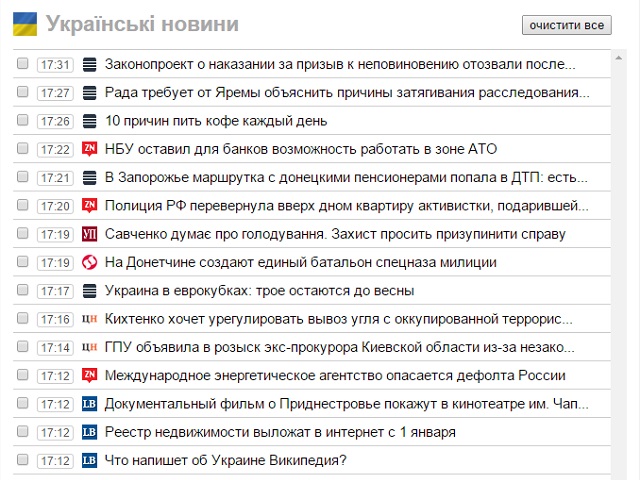 Українські новини
очистити все
17:31 Законопроект о наказании за призыв к неповиновению отозвали после...
17:27 Рада требует от Яремы объяснить причины затягивания расследования...
17:26 10 причин пить кофе каждый день
17:22 ZN НБУ оставил для банков возможность работать в зоне АТО
17:21 В Запорожье маршрутка с донецкими пенсионерами попала в ДТП: есть...
17:20 ZN Полиция РФ перевернула вверх дном квартиру активистки, подарившей...
17:19 УП Савченко думає про голодування. Захист просить призупинити справу
17:19 На Донетчине создают единый батальон спецназа милиции
17:17 Украина в еврокубках: трое остаются до весны
17:16 цн Кихтенко хочет урегулировать вывоз угля с оккупированной террорис...
17:14 цн ГПУ объявила в розыск экс-прокурора Киевской области из-за незако...
17:12 ZN Международное энергетическое агентство опасается дефолта России
17:12 LB Документальный фильм о Приднестровье покажут в кинотеатре им. Чап...
17:12 LB Реестр недвижимости выложат в интернет с 1 января
17:12 LB Что напишет об Украине Википедия?